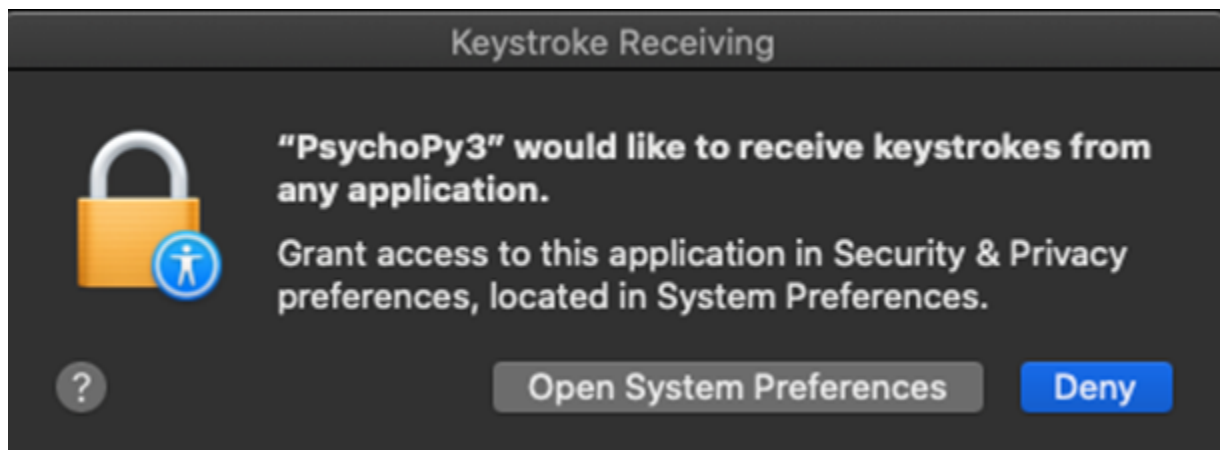 Keystroke Receiving
“PsychoPy3” would like to receive keystrokes from
any application.
Grant access to this application in Security & Privacy
preferences, located in System Preferences.
?
Open System Preferences
Deny